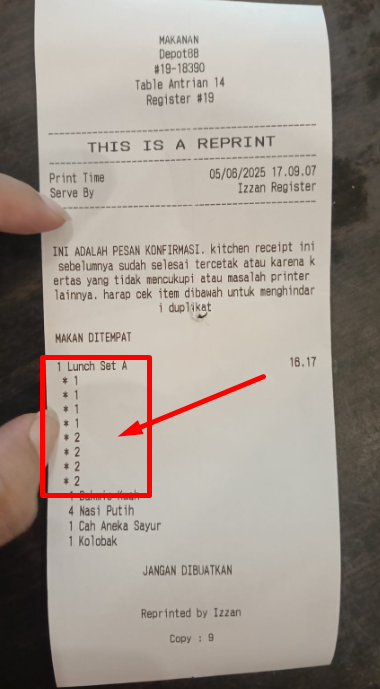 MAKANAN
Depot88
#19-18390
Table Antrian 14
Register #19
THIS IS A REPRINT
Print Time 05/06/2025 17.09.07
Serve By Izzan Register
INI ADALAH PESAN KONFIRMASI. kitchen receipt ini
sebelumnya sudah selesai tercetak atau karena k
ertas yang tidak mencukupi atau masalah printer
lainnya. harap cek item dibawah untuk menghindar
i duplikat
MAKAN DITEMPAT
1 Lunch Set A 16.17
* 1
* 1
* 1
* 1
* 2
* 2
* 2
* 2
1 Bakmie Kuah
4 Nasi Putih
1 Cah Aneka Sayur
1 Kolobak
JANGAN DIBUATKAN
Reprinted by Izzan
Copy : 9